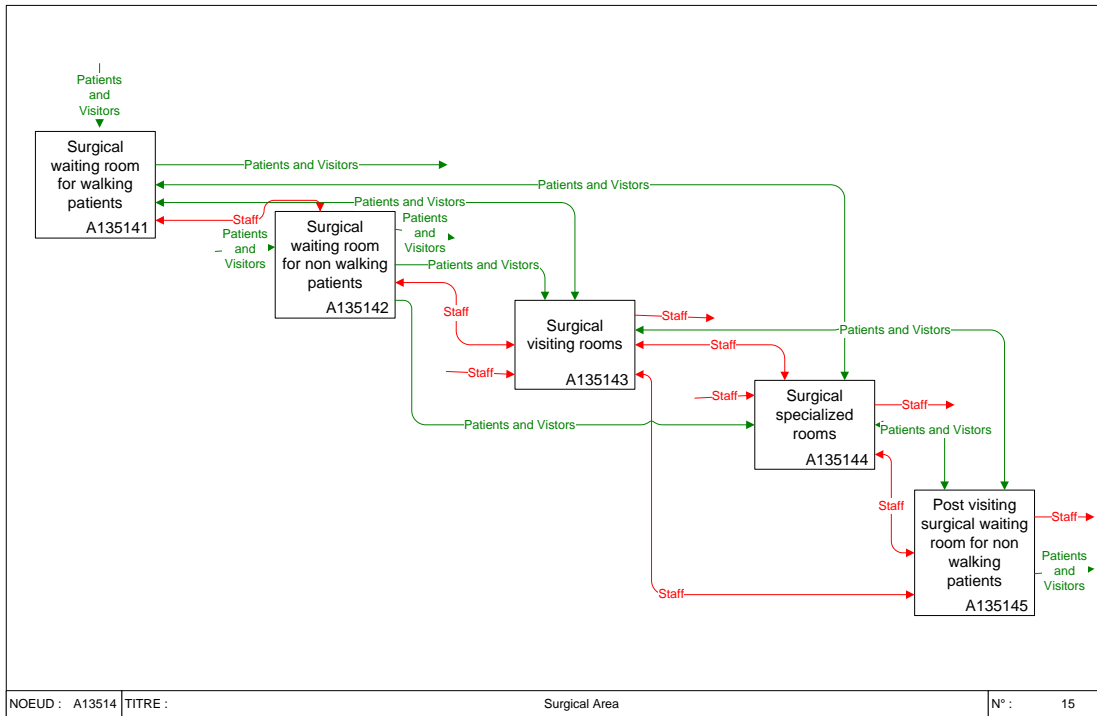 Patients
and
Visitors
Surgical
waiting room
for walking
patients
A135141
Patients and Visitors
Patients and Vistors
Patients and Vistors
Staff
Patients
and
Visitors
Surgical
waiting room
for non walking
patients
A135142
Patients
and
Visitors
Patients and Vistors
Staff
Surgical
visiting rooms
A135143
Staff
Staff
Patients and Vistors
Staff
Staff
Surgical
specialized
rooms
A135144
Staff
Patients and Vistors
Patients and Vistors
Staff
Post visiting
surgical waiting
room for non
walking
patients
A135145
Staff
Patients
and
Visitors
Staff
NOEUD : A13514 TITRE : Surgical Area N° : 15